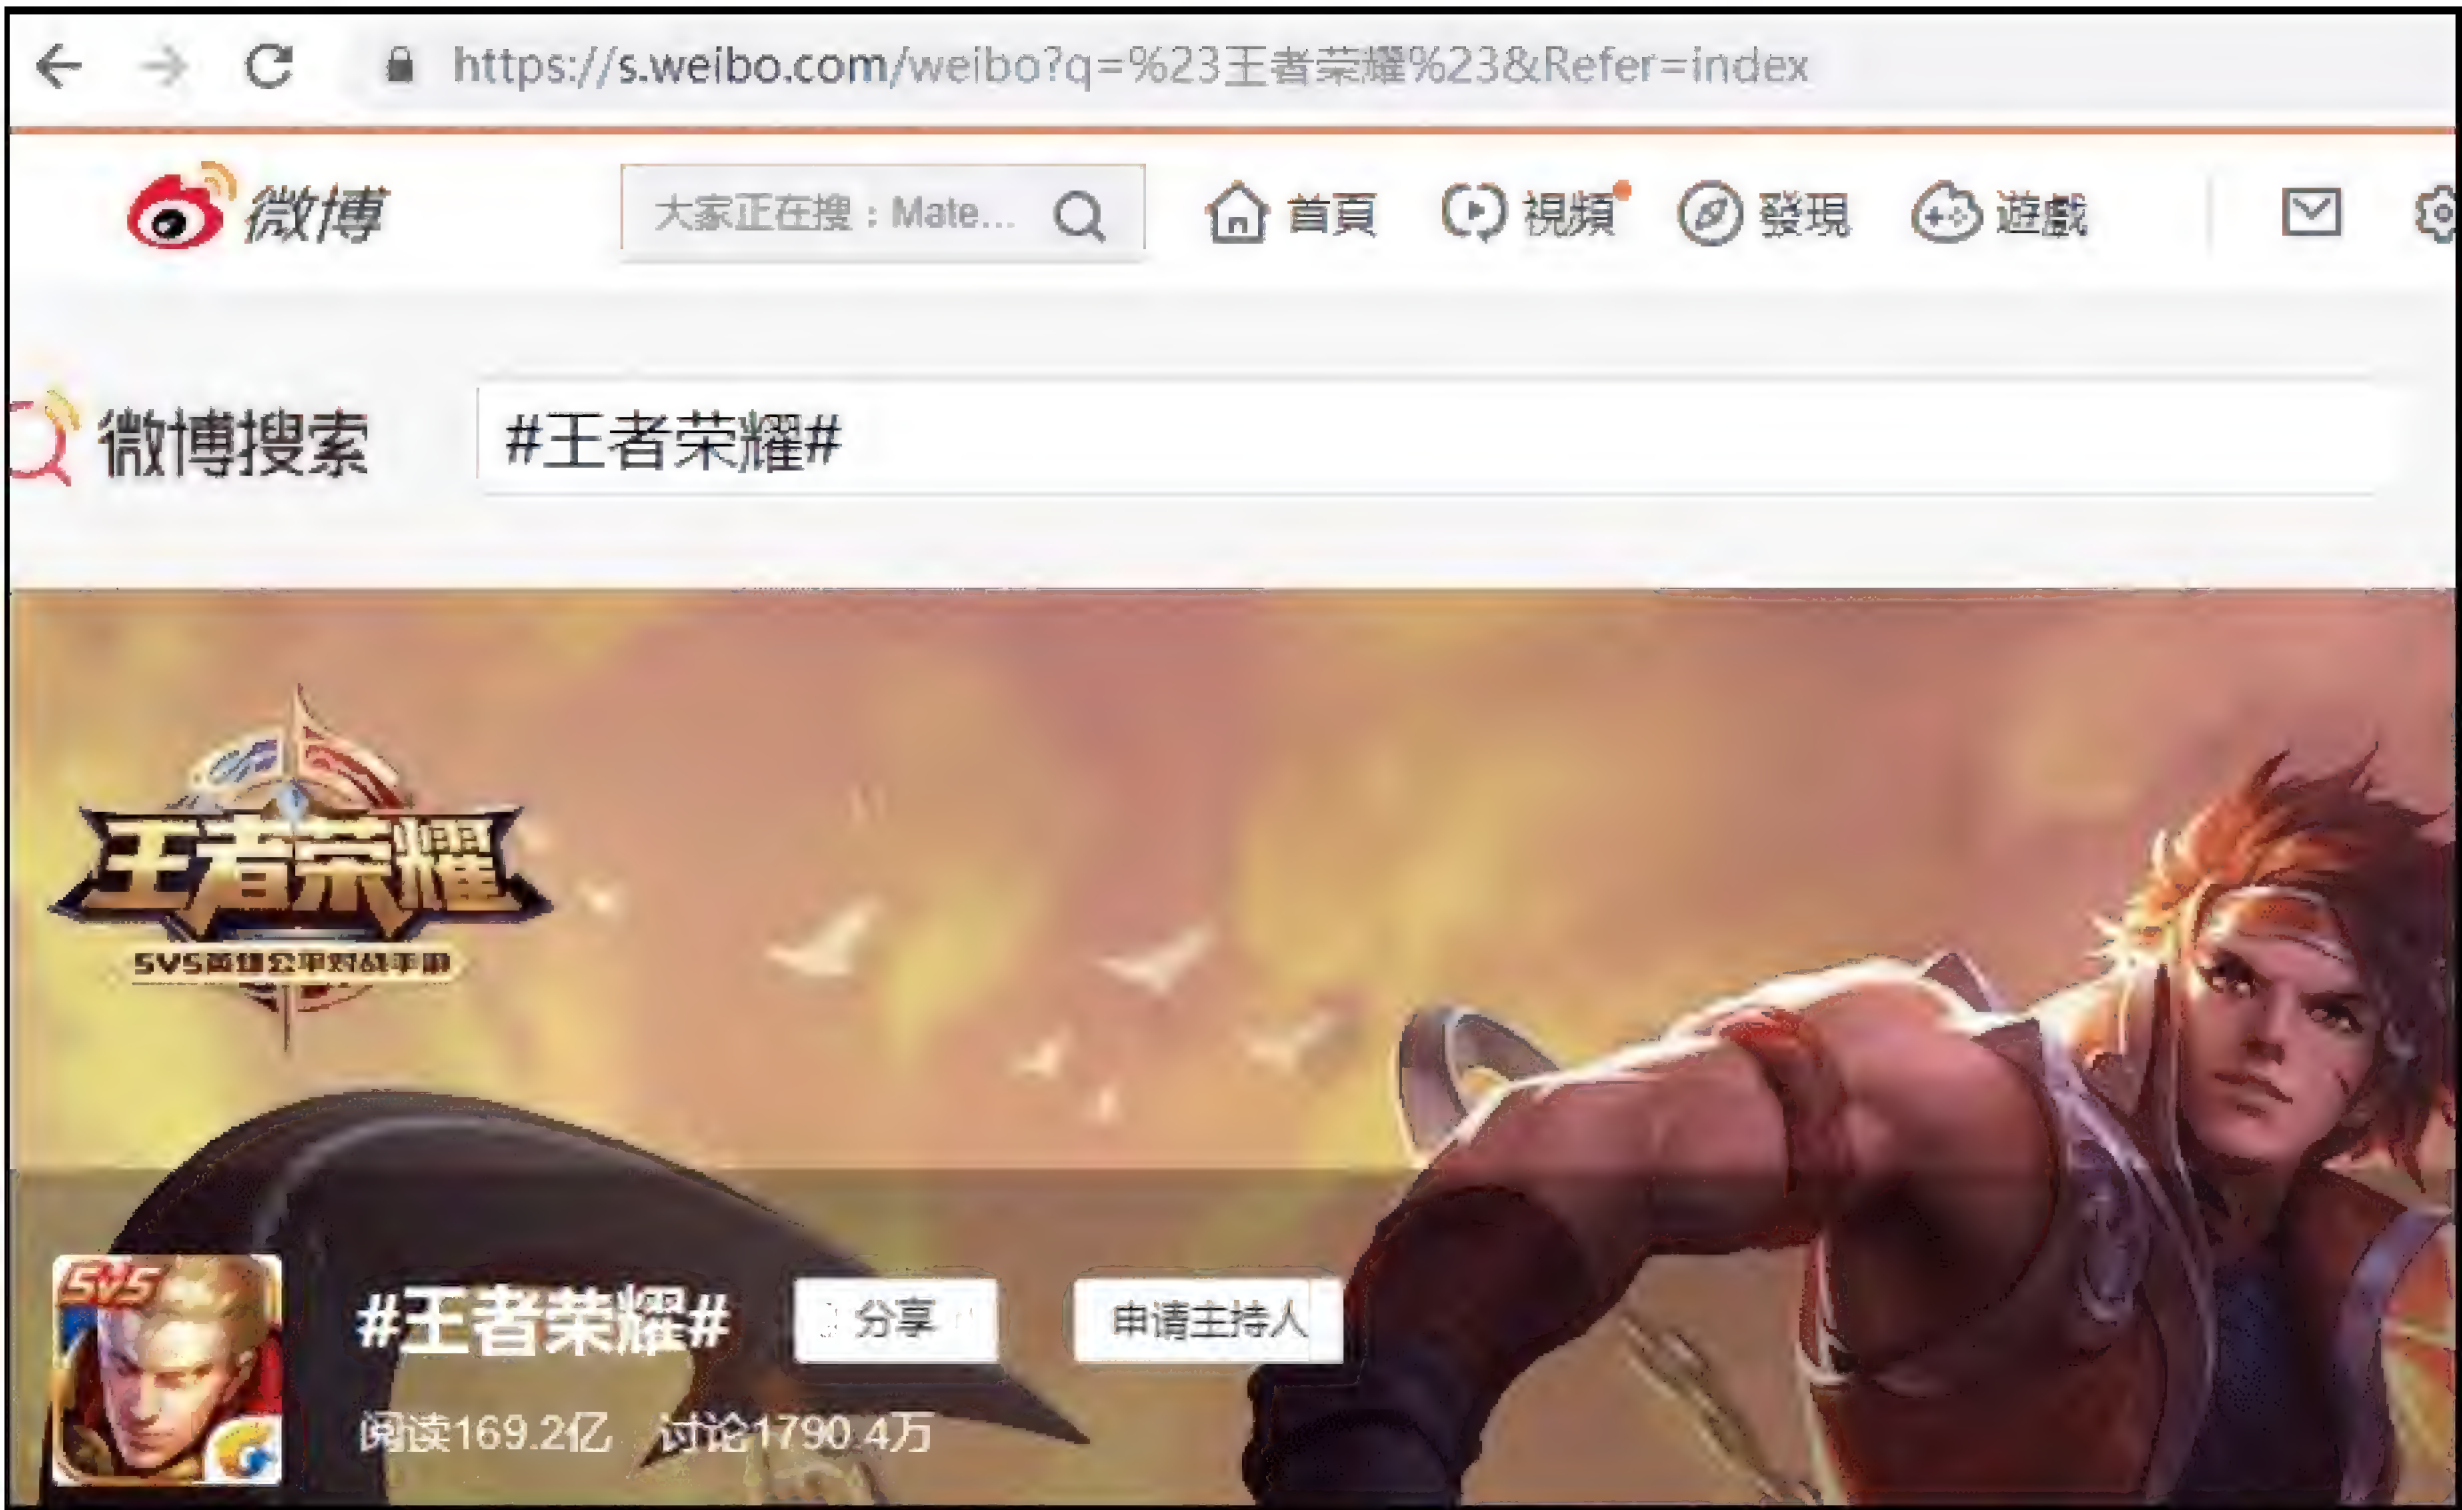 https://s.weibo.com/weibo?q=%23王者荣耀%23&Refer=index
微博 大家正在搜：Mate... 首頁 視頻 發現 遊戲
微博搜索 #王者荣耀#
王者荣耀
5V5英雄公平对战手游
5V5
#王者荣耀# 分享 申请主持人
阅读169.2亿 讨论1790.4万